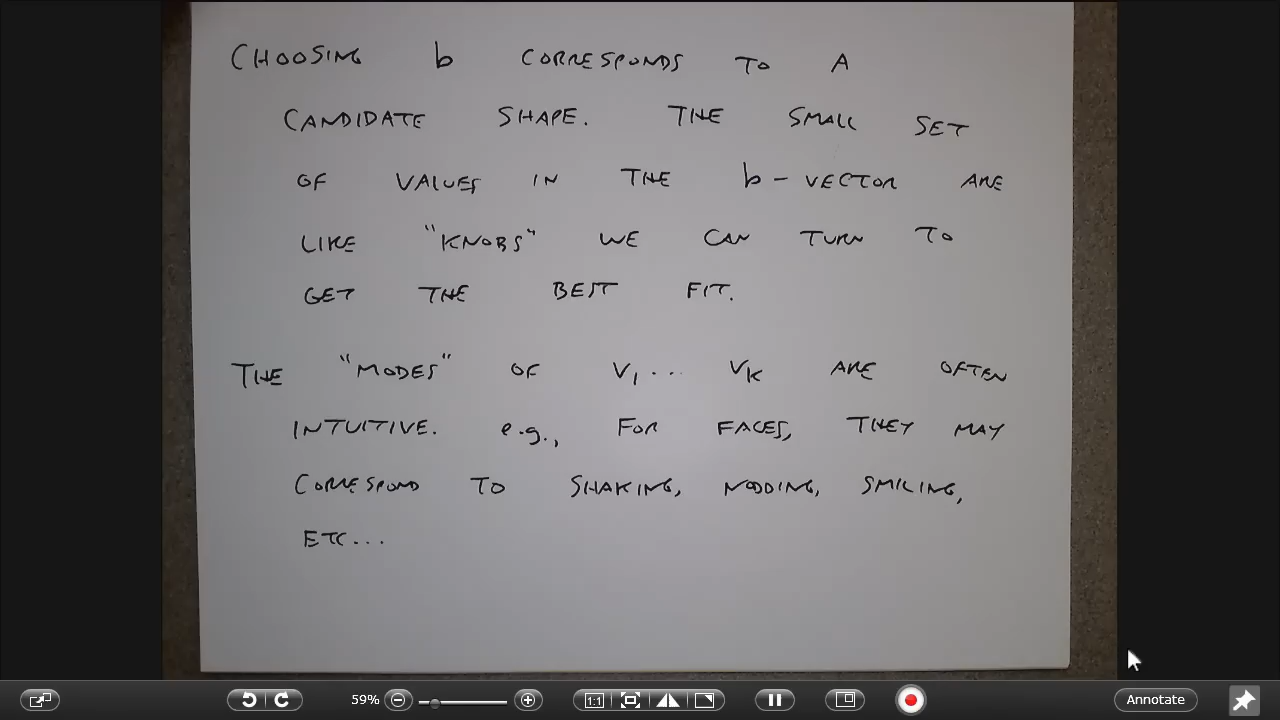 CHOOSING b CORRESPONDS TO A
CANDIDATE SHAPE. THE SMALL SET
OF VALUES IN THE b-VECTOR ARE
LIKE "KNOBS" WE CAN TURN TO
GET THE BEST FIT.
THE "MODES" OF V1... VK ARE OFTEN
INTUITIVE. e.g., FOR FACES, THEY MAY
CORRESPOND TO SHAKING, NODDING, SMILING,
ETC...
59% 1:1 Annotate